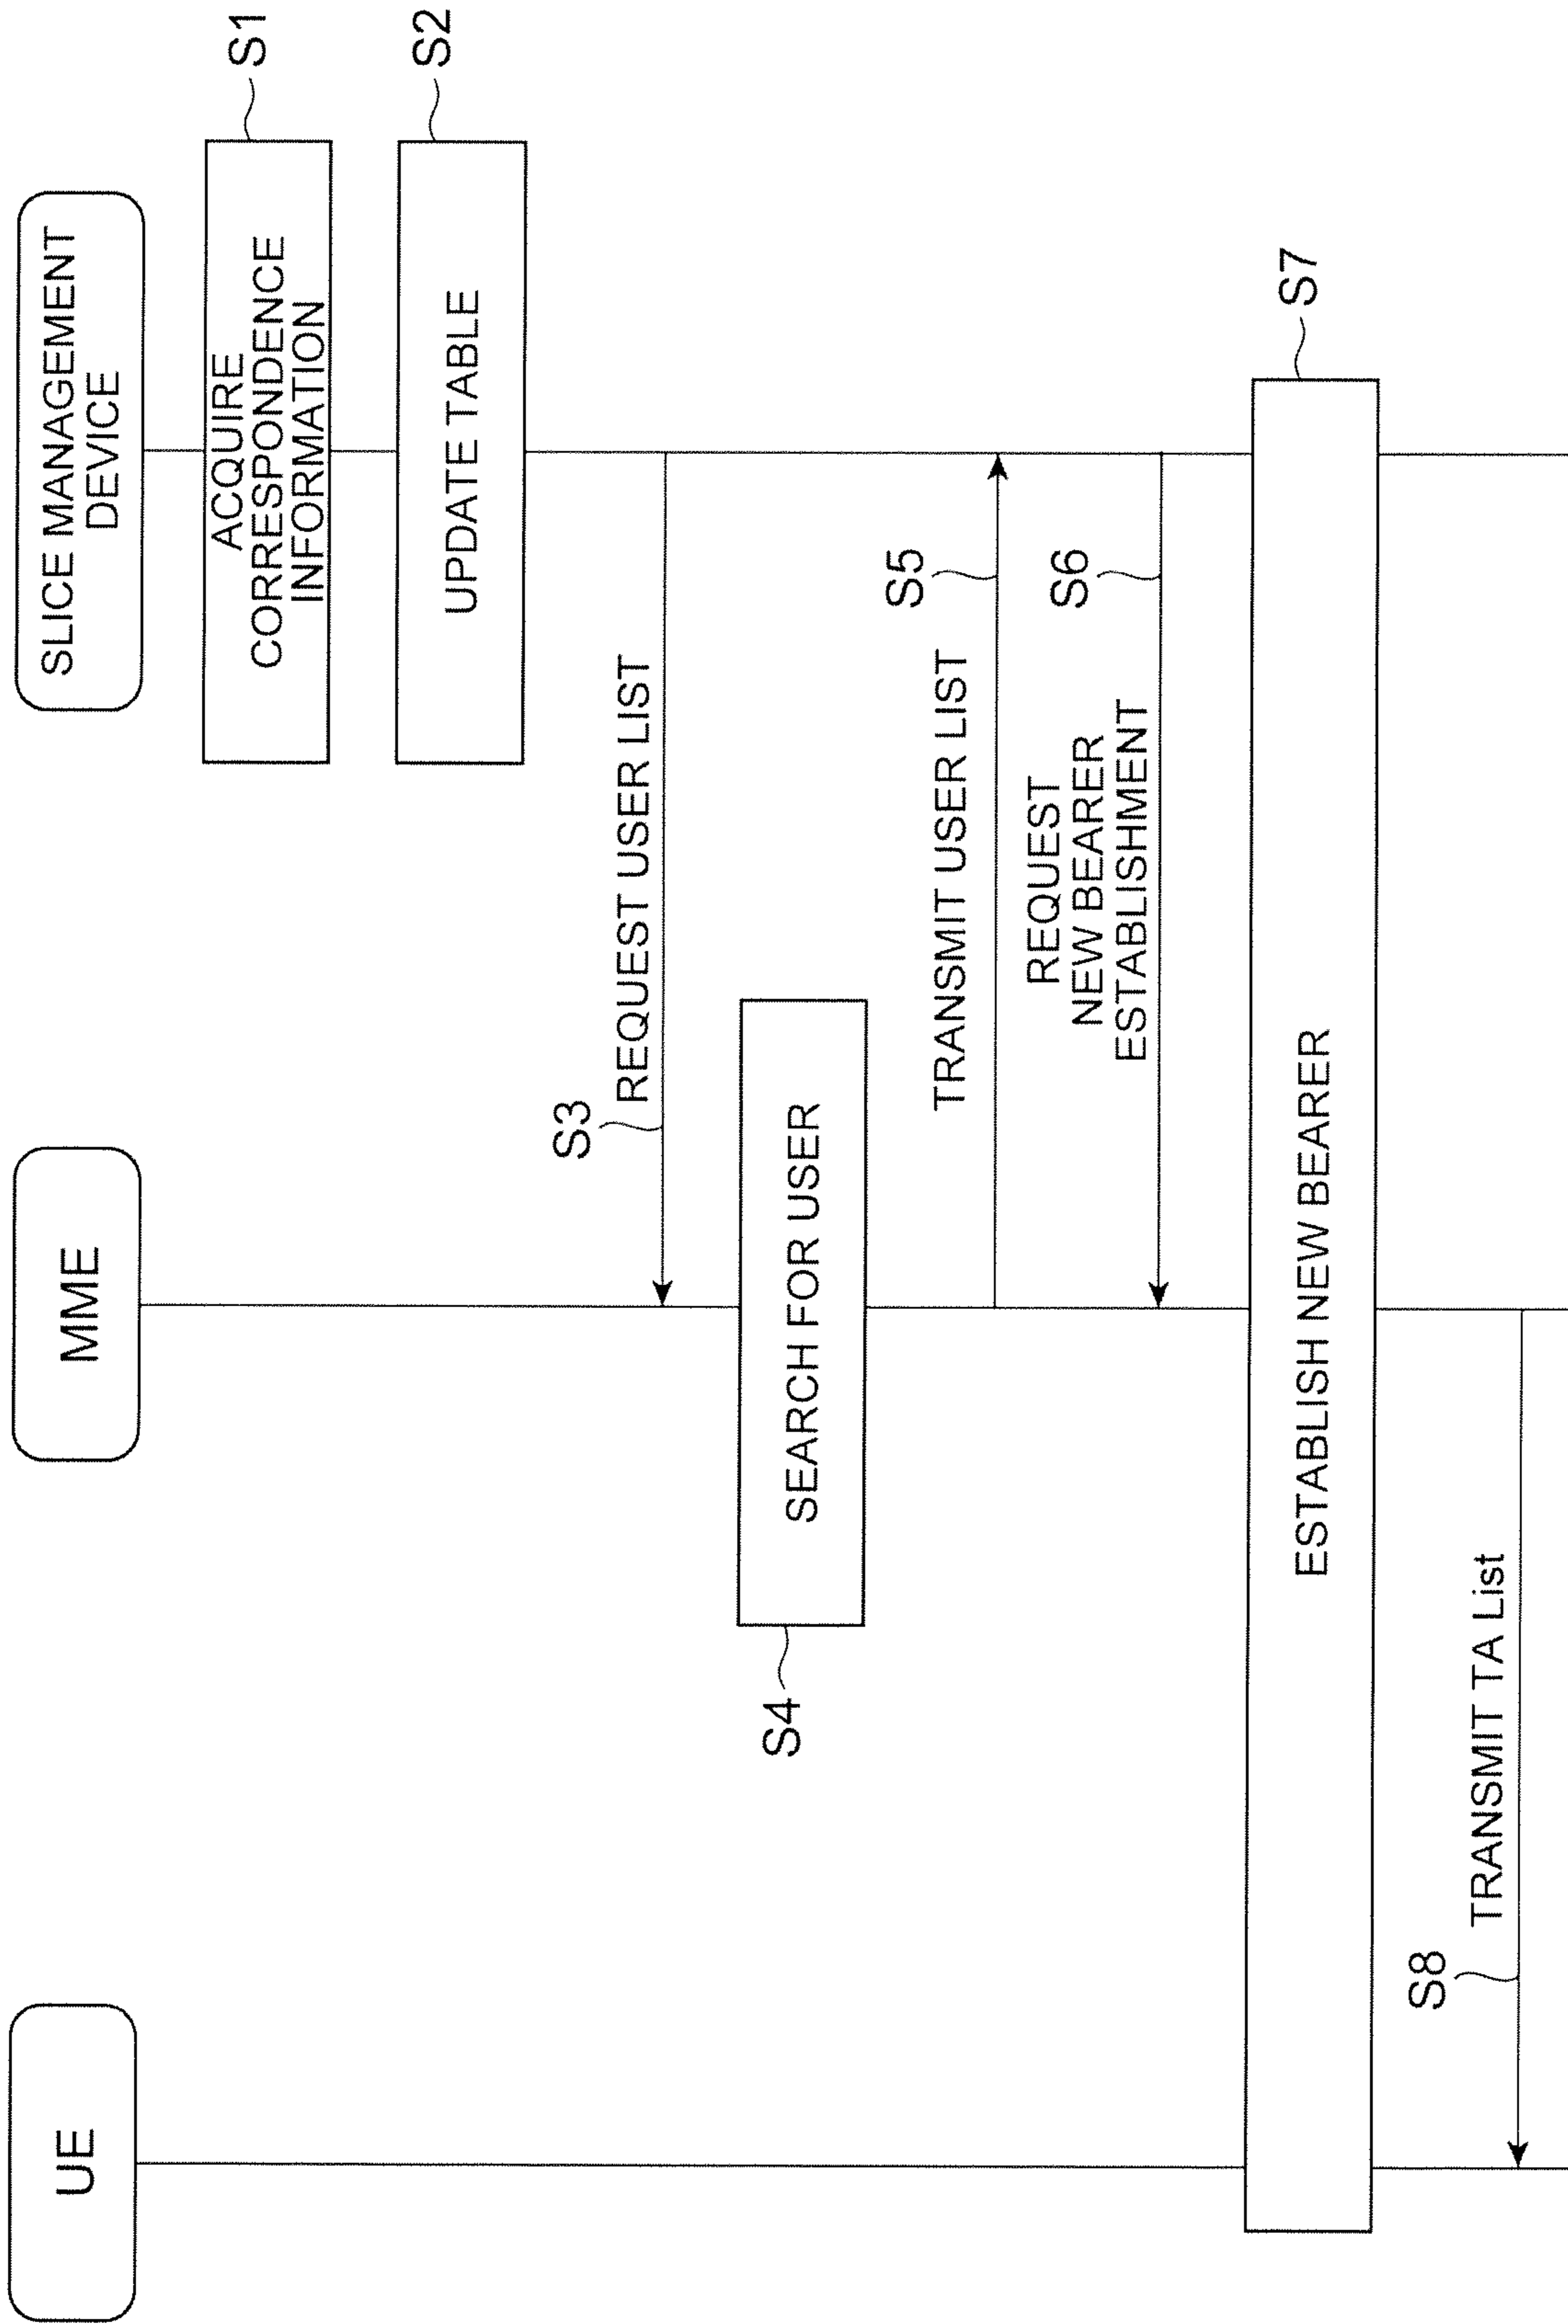 UE
MME
SLICE MANAGEMENT
DEVICE
ACQUIRE
CORRESPONDENCE
INFORMATION
S1
UPDATE TABLE
S2
S3
REQUEST USER LIST
S4
SEARCH FOR USER
TRANSMIT USER LIST
S5
REQUEST
NEW BEARER
ESTABLISHMENT
S6
ESTABLISH NEW BEARER
S7
S8
TRANSMIT TA List